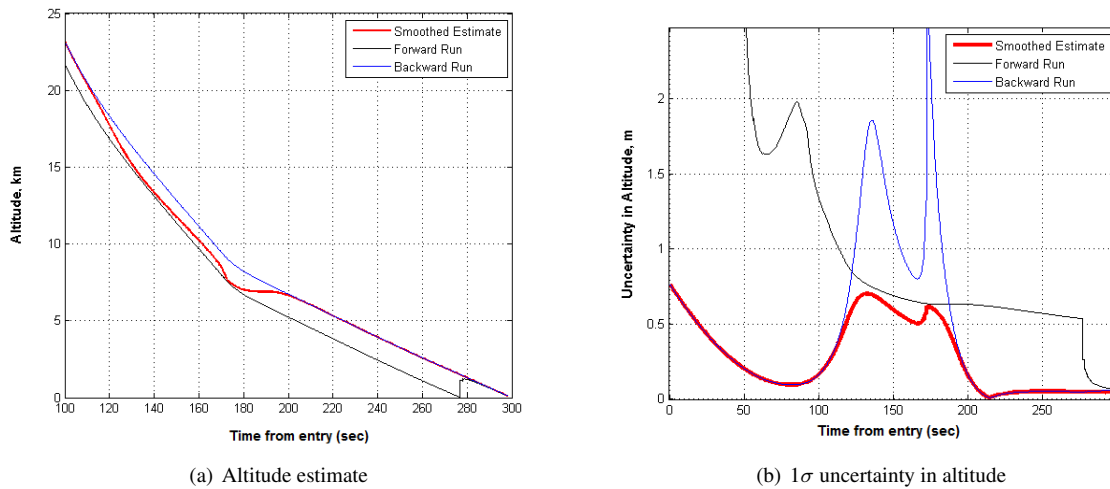 25
20
15
10
5
0
100 120 140 160 180 200 220 240 260 280 300
Altitude, km
Time from entry (sec)
Smoothed Estimate
Forward Run
Backward Run
(a) Altitude estimate
2
1.5
1
0.5
0
0 50 100 150 200 250
Uncertainty in Altitude, m
Time from entry (sec)
Smoothed Estimate
Forward Run
Backward Run
(b) 1σ uncertainty in altitude